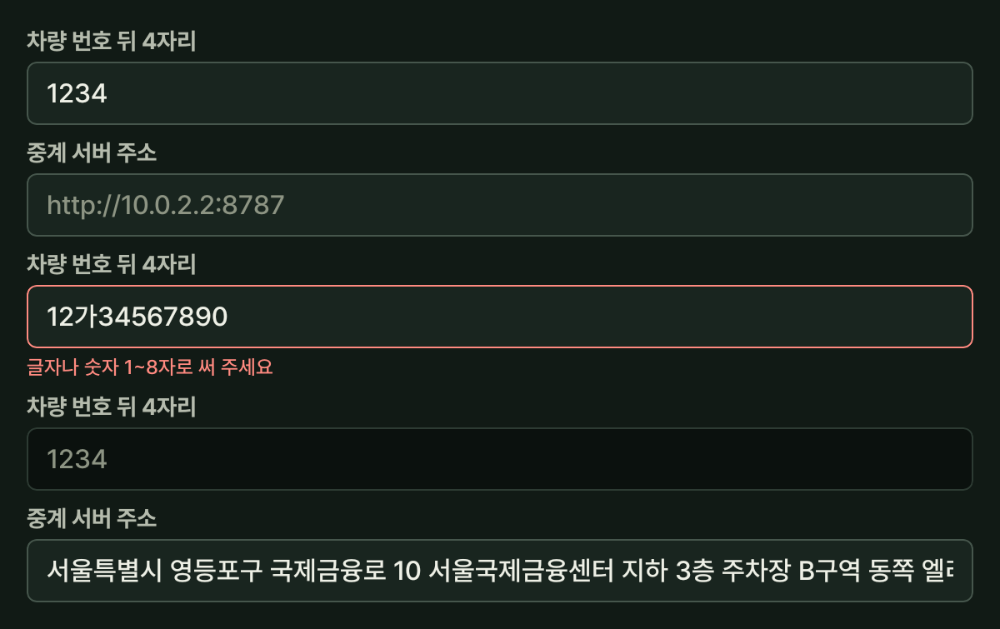 차량 번호 뒤 4자리
1234
중계 서버 주소
http://10.0.2.2:8787
차량 번호 뒤 4자리
12가34567890
글자나 숫자 1~8자로 써 주세요
차량 번호 뒤 4자리
1234
중계 서버 주소
서울특별시 영등포구 국제금융로 10 서울국제금융센터 지하 3층 주차장 B구역 동쪽